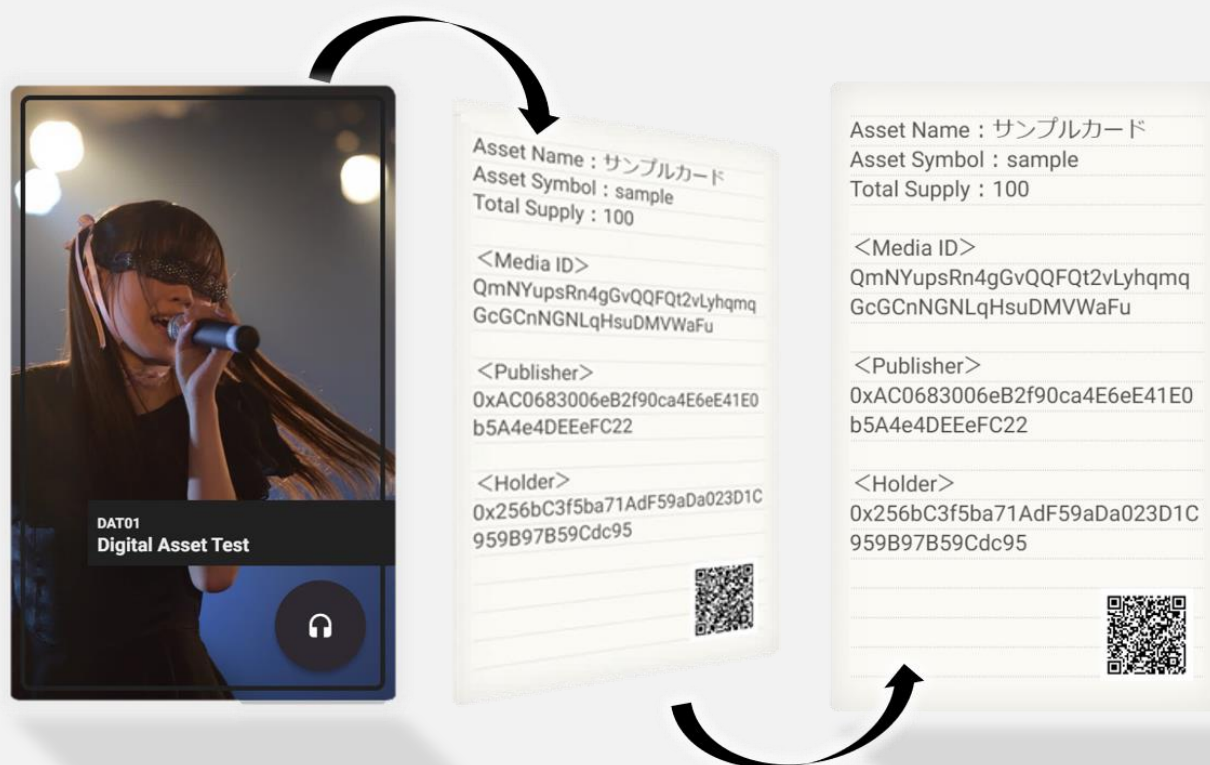 DAT01
Digital Asset Test
Asset Name：サンプルカード
Asset Symbol：sample
Total Supply：100
＜Media ID＞
QmNYupsRn4gGvQQFQt2vLyhqmq
GcGCnNGNLqHsuDMVWaFu
＜Publisher＞
0xAC0683006eB2f90ca4E6eE41E0
b5A4e4DEEeFC22
＜Holder＞
0x256bC3f5ba71AdF59aDa023D1C
959B97B59Cdc95
Asset Name：サンプルカード
Asset Symbol：sample
Total Supply：100
＜Media ID＞
QmNYupsRn4gGvQQFQt2vLyhqmq
GcGCnNGNLqHsuDMVWaFu
＜Publisher＞
0xAC0683006eB2f90ca4E6eE41E0
b5A4e4DEEeFC22
＜Holder＞
0x256bC3f5ba71AdF59aDa023D1C
959B97B59Cdc95